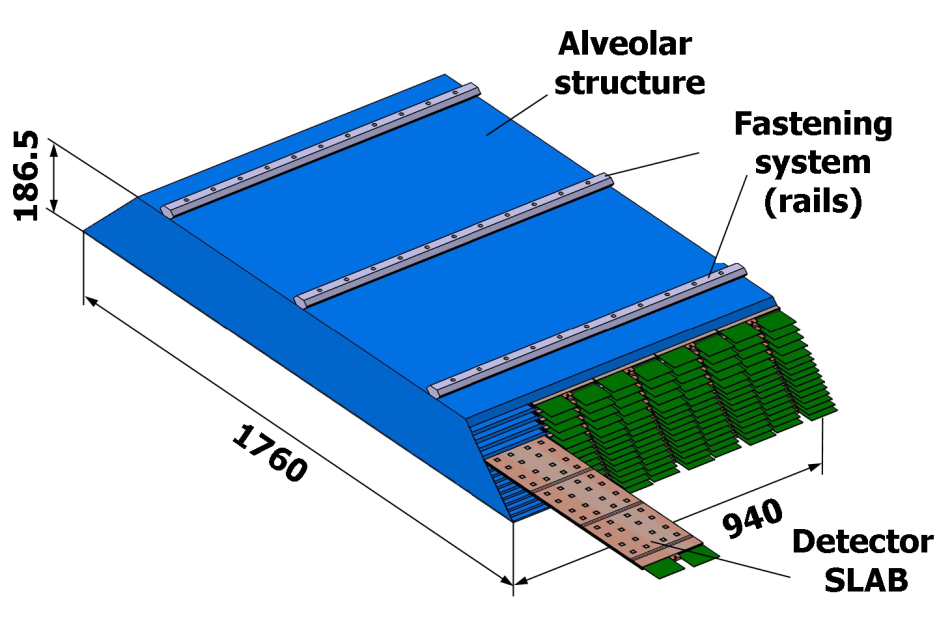 Alveolar
structure
Fastening
system
(rails)
186.5
1760
940
Detector
SLAB